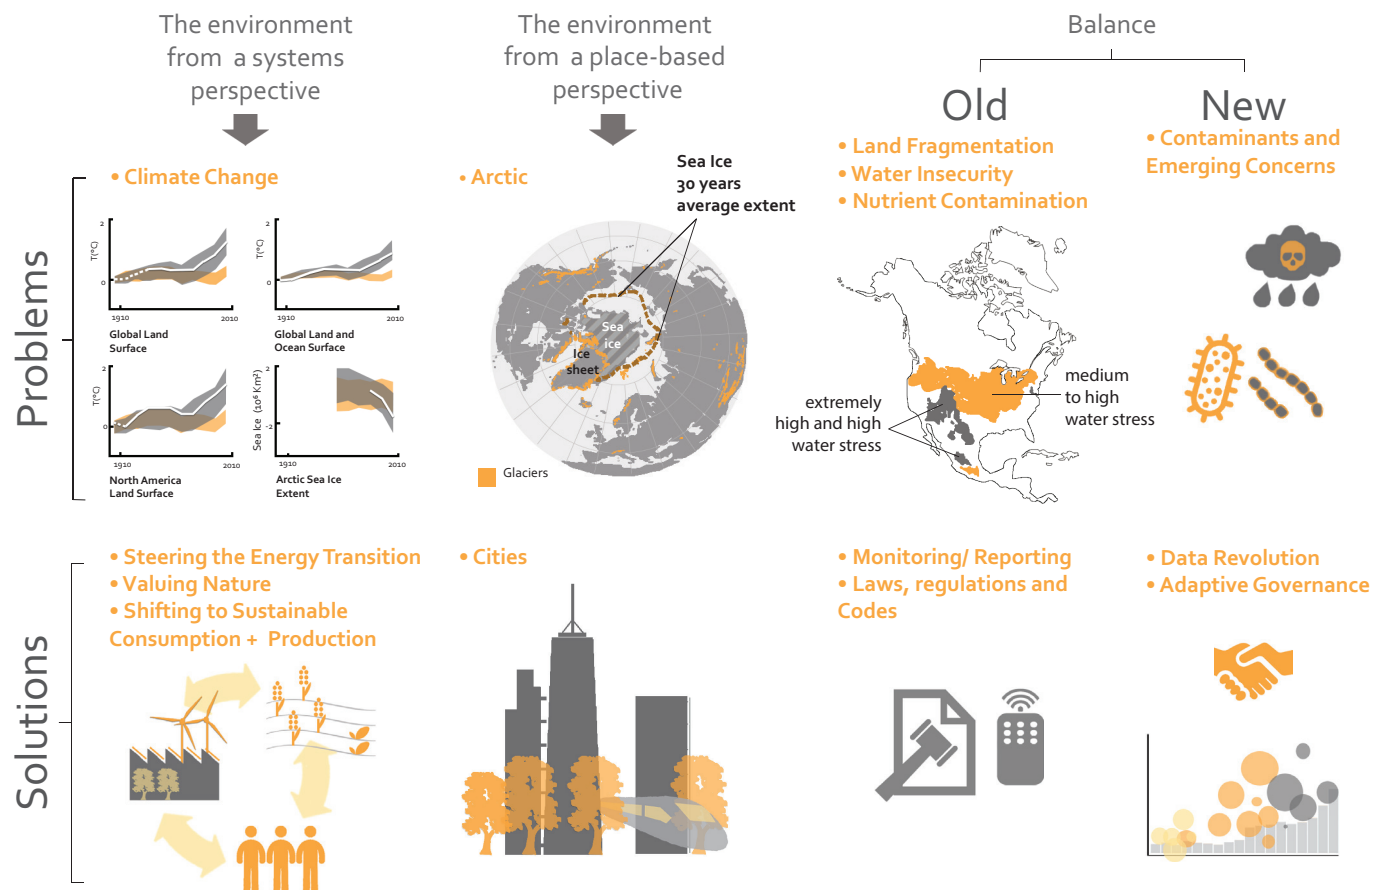 The environment
from a systems
perspective
The environment
from a place-based
perspective
Balance
Old
New
Problems
• Climate Change
2
T(°C)
0
1910
2010
Global Land
Surface
2
T(°C)
0
1910
2010
Global Land and
Ocean Surface
2
T(°C)
0
1910
2010
North America
Land Surface
2
Sea Ice (10⁶ Km²)
-2
1910
2010
Arctic Sea Ice
Extent
• Arctic
Sea Ice
30 years
average extent
Sea
ice
Ice
sheet
Glaciers
• Land Fragmentation
• Water Insecurity
• Nutrient Contamination
extremely
high and high
water stress
medium
to high
water stress
• Contaminants and
Emerging Concerns
Solutions
• Steering the Energy Transition
• Valuing Nature
• Shifting to Sustainable
Consumption + Production
• Cities
• Monitoring/ Reporting
• Laws, regulations and
Codes
• Data Revolution
• Adaptive Governance